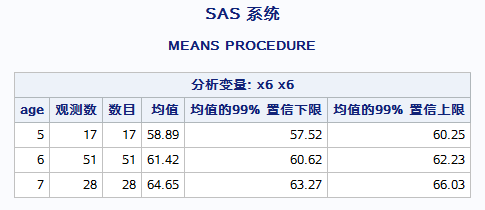 SAS 系统
MEANS PROCEDURE
分析变量: x6 x6
age 观测数 数目 均值 均值的99% 置信下限 均值的99% 置信上限
5 17 17 58.89 57.52 60.25
6 51 51 61.42 60.62 62.23
7 28 28 64.65 63.27 66.03